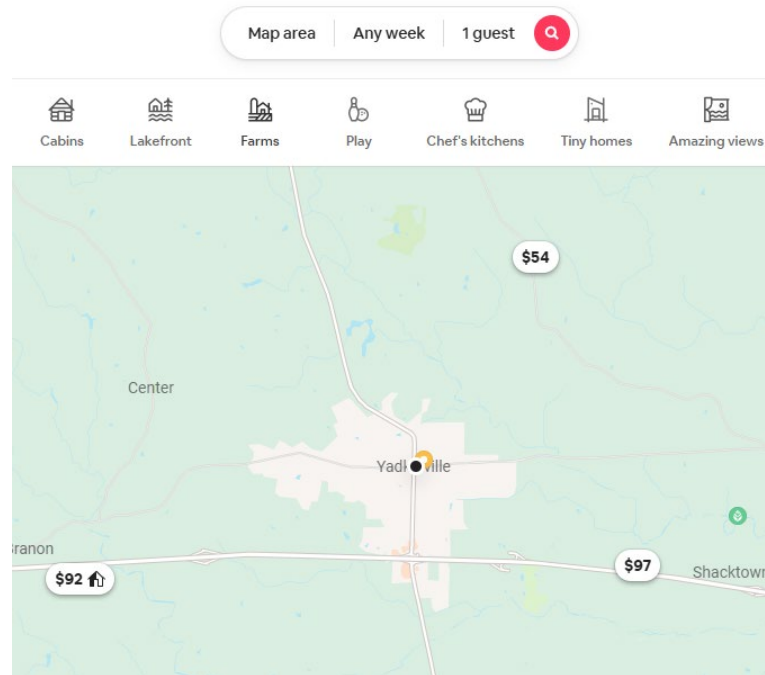 Map area Any week 1 guest
Cabins Lakefront Farms Play Chef's kitchens Tiny homes Amazing views
$54
Center
$92
$97